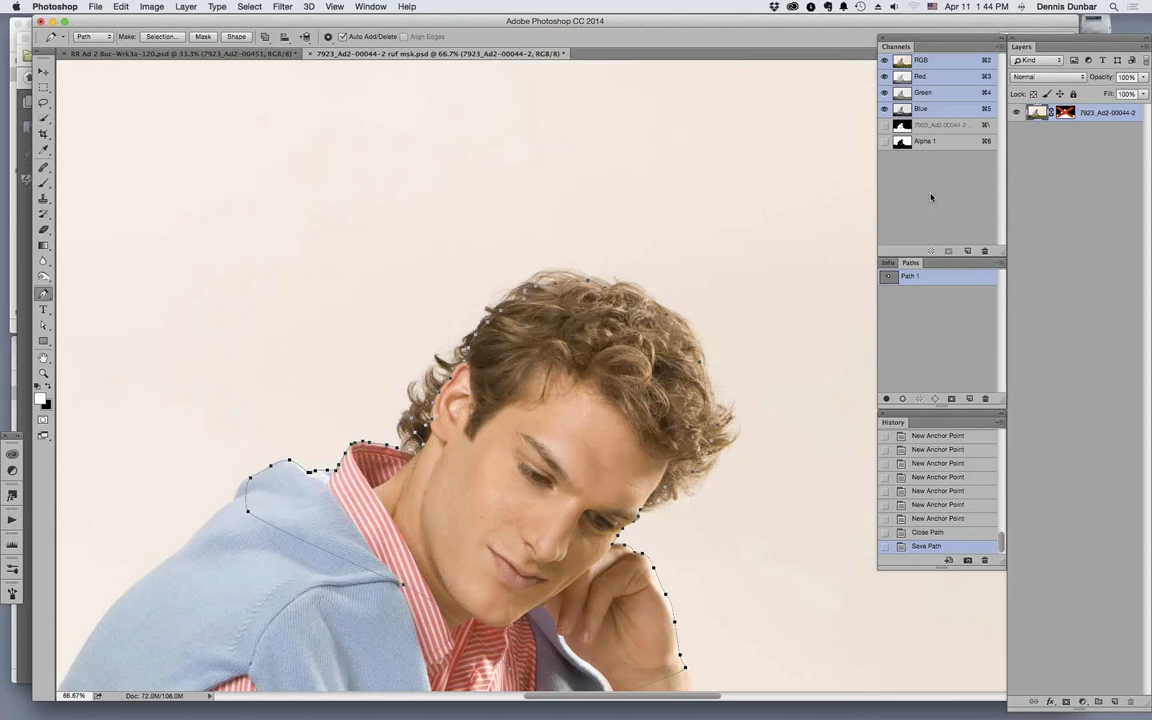 Photoshop File Edit Image Layer Type Select Filter 3D View Window Help Apr 11 1:44 PM Dennis Dunbar
Adobe Photoshop CC 2014
Path Make: Selection... Mask Shape Auto Add/Delete Align Edges
× RR Ad 2 Buc-Wrk3a-120.psd @ 33.3% (7923_Ad2-00451, RGB/8) *
× 7923_Ad2-00044-2 ruf msk.psd @ 66.7% (7923_Ad2-00044-2, RGB/8) *
Channels
RGB ⌘2
Red ⌘3
Green ⌘4
Blue ⌘5
7923_Ad2-00044-2 ... ⌘\
Alpha 1 ⌘6
Info Paths
Path 1
History
New Anchor Point
New Anchor Point
New Anchor Point
New Anchor Point
New Anchor Point
New Anchor Point
New Anchor Point
Close Path
Save Path
Layers
Kind
Normal Opacity: 100%
Lock: Fill: 100%
7923_Ad2-00044-2
66.67% Doc: 72.0M/108.0M